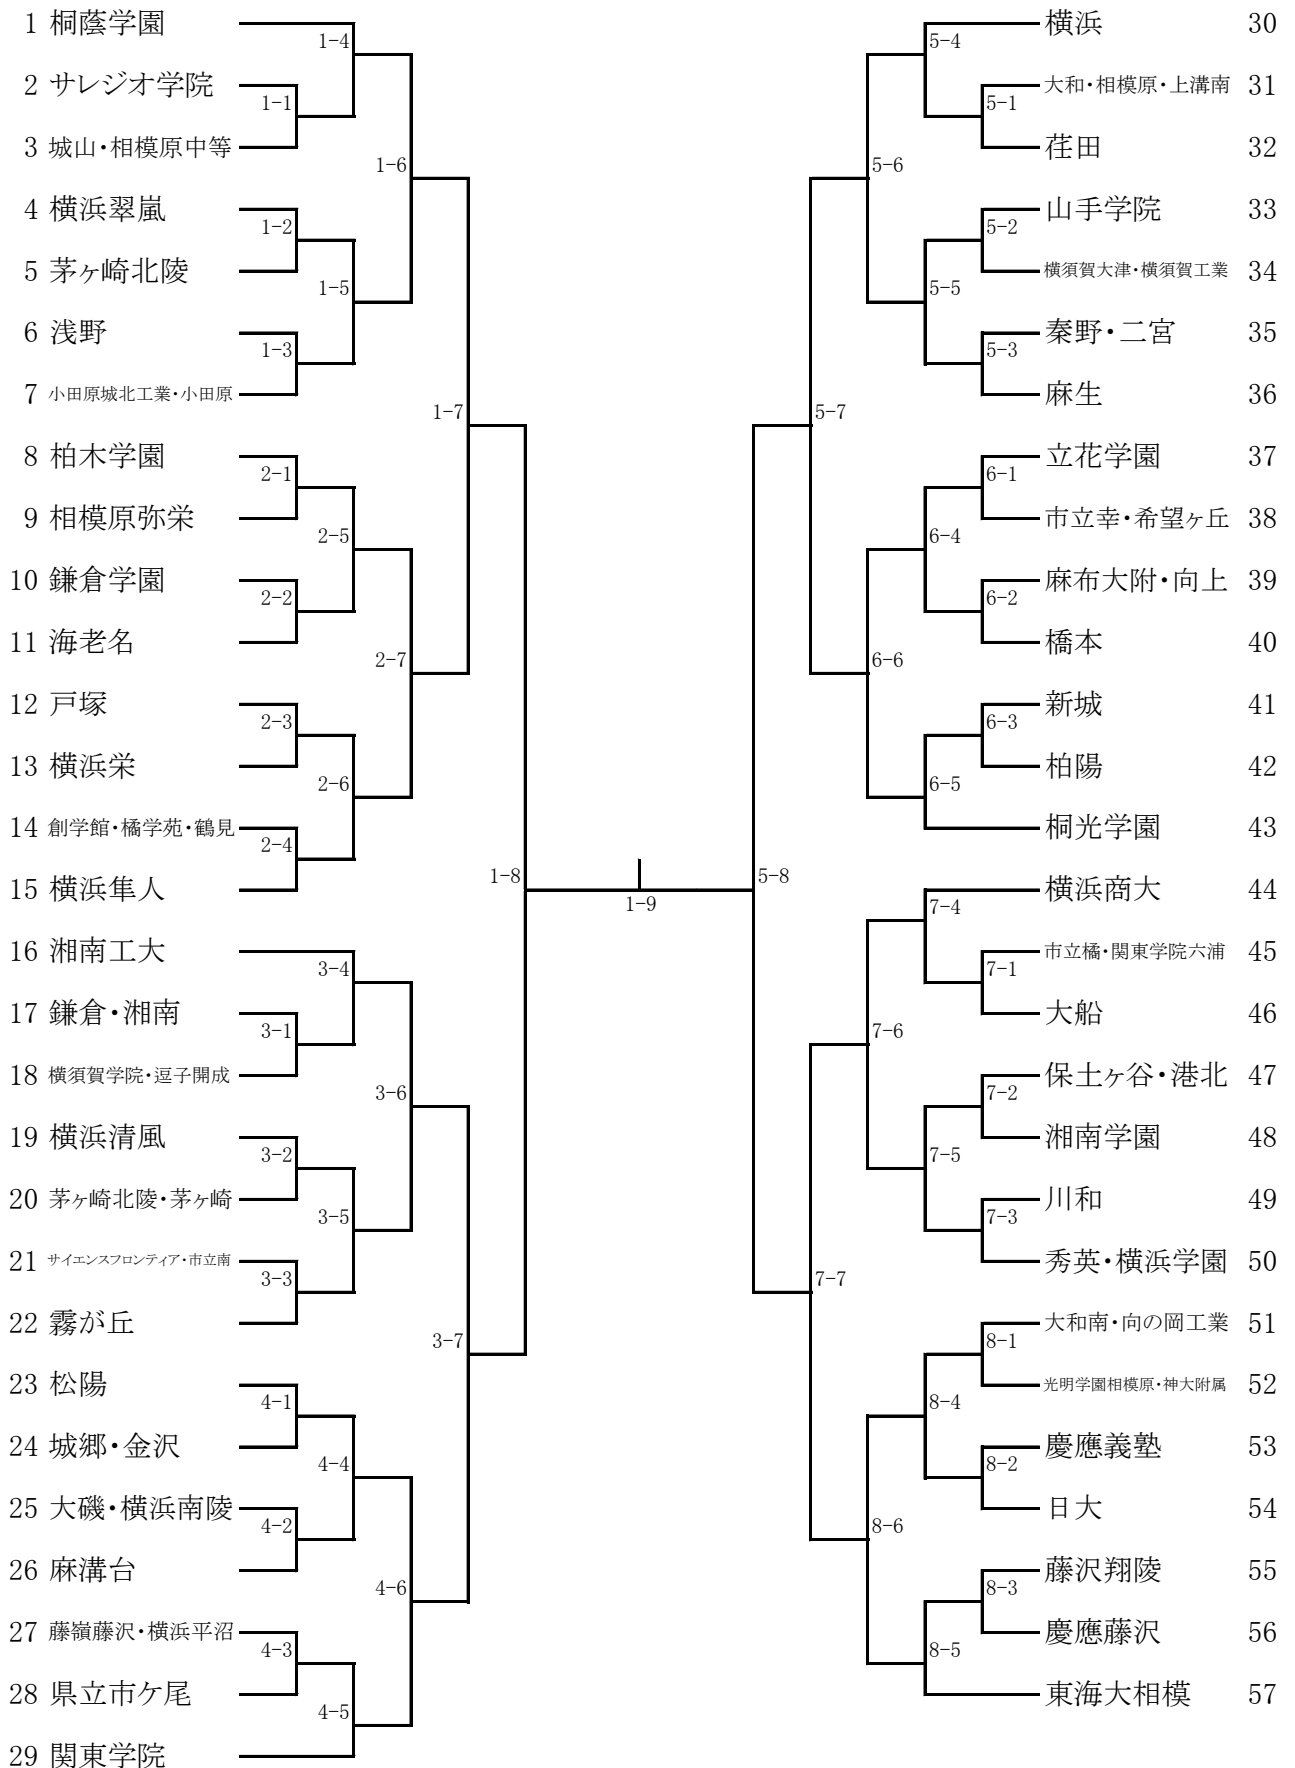 1 桐蔭学園
2 サレジオ学院
3 城山・相模原中等
4 横浜翠嵐
5 茅ヶ崎北陵
6 浅野
7 小田原城北工業・小田原
8 柏木学園
9 相模原弥栄
10 鎌倉学園
11 海老名
12 戸塚
13 横浜栄
14 創学館・橘学苑・鶴見
15 横浜隼人
16 湘南工大
17 鎌倉・湘南
18 横須賀学院・逗子開成
19 横浜清風
20 茅ヶ崎北陵・茅ヶ崎
21 サイエンスフロンティア・市立南
22 霧が丘
23 松陽
24 城郷・金沢
25 大磯・横浜南陵
26 麻溝台
27 藤嶺藤沢・横浜平沼
28 県立市ケ尾
29 関東学院
1-4
1-1
1-6
1-2
1-5
1-3
1-7
2-1
2-5
2-2
2-7
2-3
2-6
2-4
1-8
3-4
3-1
3-6
3-2
3-5
3-3
3-7
4-1
4-4
4-2
4-6
4-3
4-5
1-9
5-4
5-1
5-6
5-2
5-5
5-3
5-7
6-1
6-4
6-2
6-6
6-3
6-5
5-8
7-4
7-1
7-6
7-2
7-5
7-3
7-7
8-1
8-4
8-2
8-6
8-3
8-5
横浜 30
大和・相模原・上溝南 31
荏田 32
山手学院 33
横須賀大津・横須賀工業 34
秦野・二宮 35
麻生 36
立花学園 37
市立幸・希望ヶ丘 38
麻布大附・向上 39
橋本 40
新城 41
柏陽 42
桐光学園 43
横浜商大 44
市立橘・関東学院六浦 45
大船 46
保土ヶ谷・港北 47
湘南学園 48
川和 49
秀英・横浜学園 50
大和南・向の岡工業 51
光明学園相模原・神大附属 52
慶應義塾 53
日大 54
藤沢翔陵 55
慶應藤沢 56
東海大相模 57